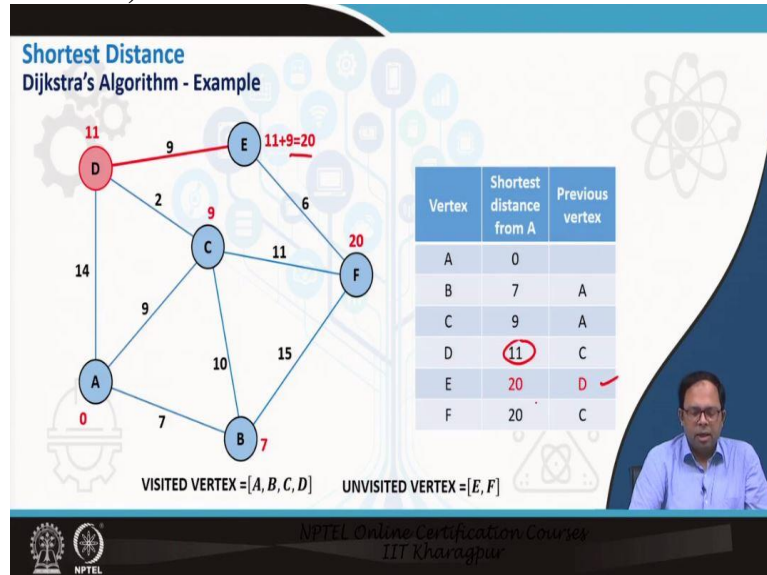 Shortest Distance
Dijkstra's Algorithm - Example
11
9
E
11+9=20
D
2
6
9
C
20
11
F
14
9
10
15
A
0
7
B
7
Vertex Shortest distance from A Previous vertex
A 0
B 7 A
C 9 A
D 11 C
E 20 D
F 20 C
VISITED VERTEX =[A, B, C, D] UNVISITED VERTEX =[E, F]
NPTEL Online Certification Courses
IIT Kharagpur
NPTEL